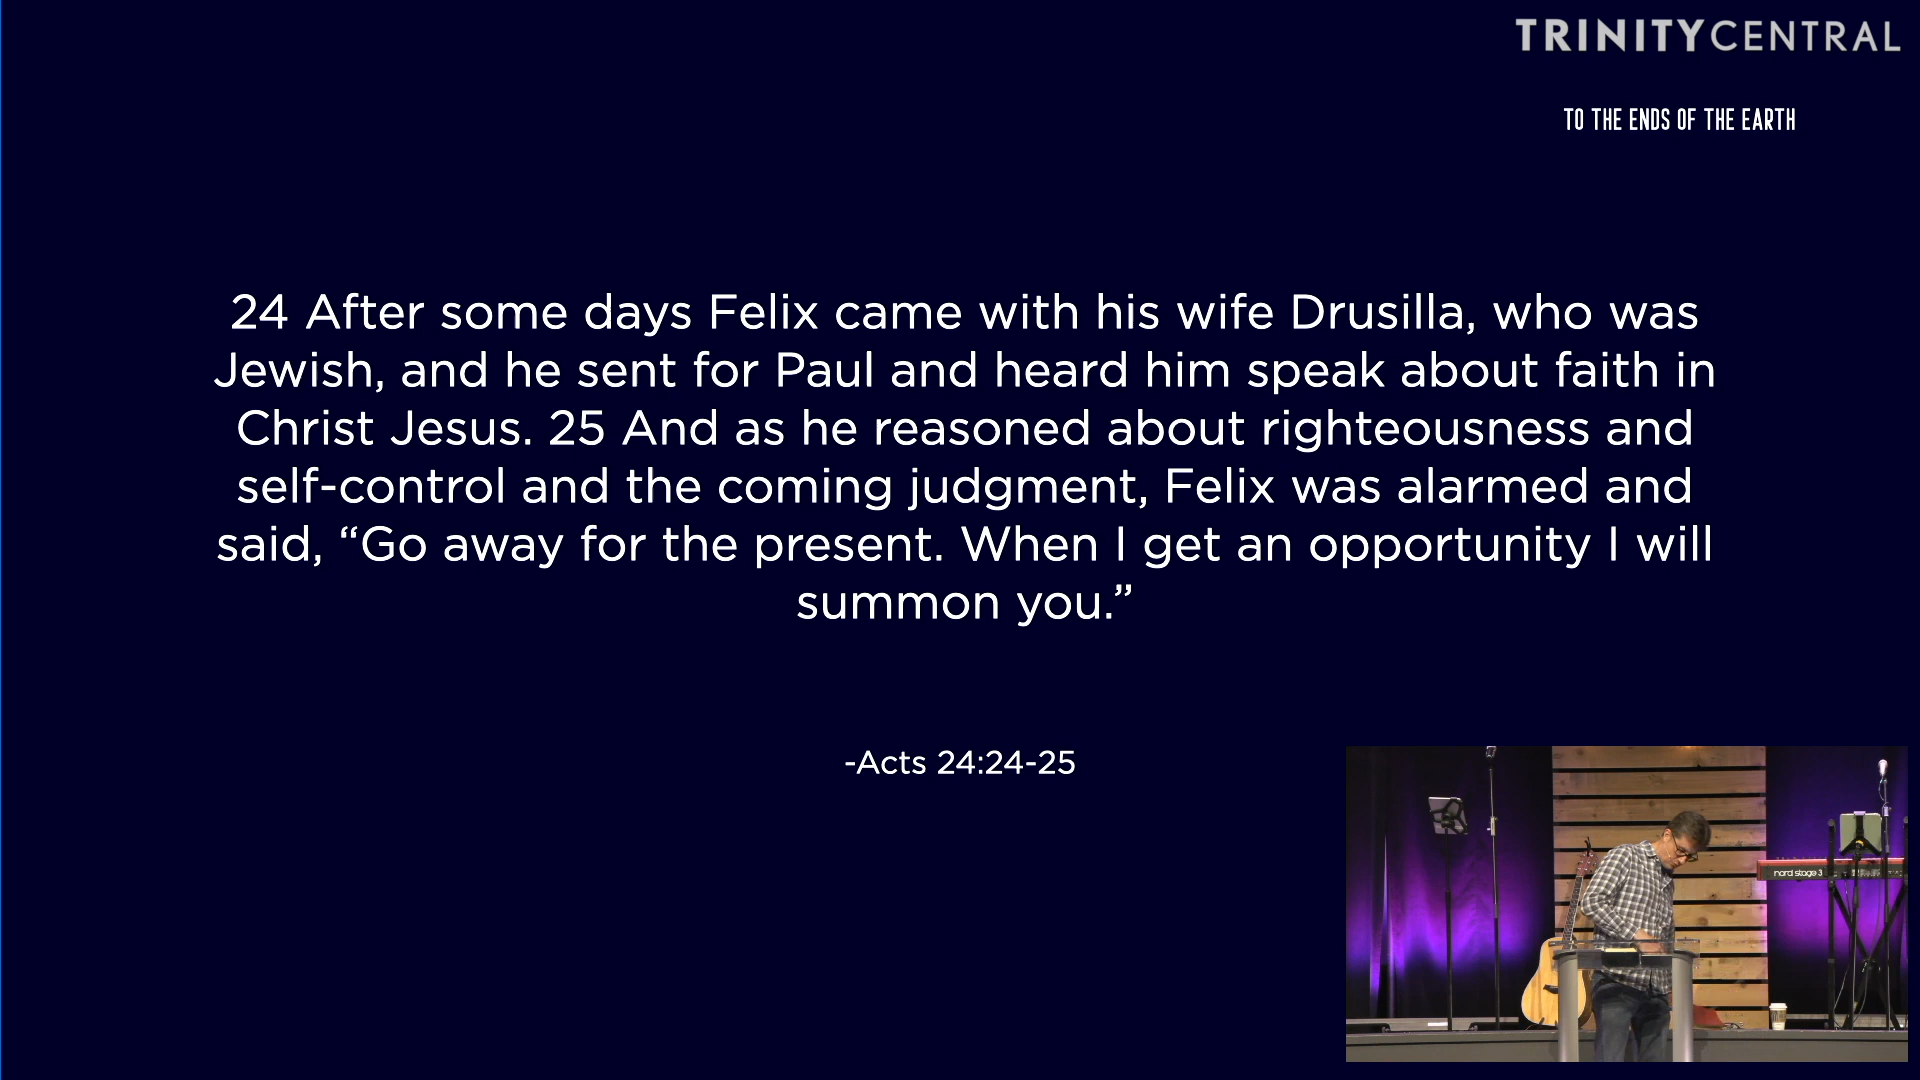 TRINITYCENTRAL
TO THE ENDS OF THE EARTH
24 After some days Felix came with his wife Drusilla, who was
Jewish, and he sent for Paul and heard him speak about faith in
Christ Jesus. 25 And as he reasoned about righteousness and
self-control and the coming judgment, Felix was alarmed and
said, “Go away for the present. When I get an opportunity I will
summon you.”
-Acts 24:24-25
nord stage 3